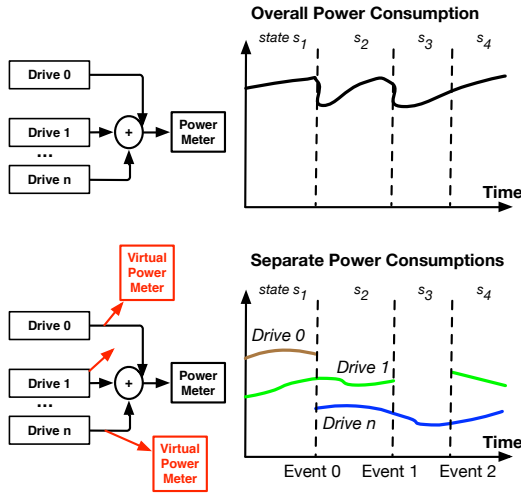 Overall Power Consumption
state s1 s2 s3 s4
Drive 0
Drive 1
...
Drive n
+
Power
Meter
Time
Separate Power Consumptions
Virtual
Power
Meter
state s1 s2 s3 s4
Drive 0
Drive 0
Drive 1
Drive 1
...
Drive n
+
Power
Meter
Drive n
Virtual
Power
Meter
Time
Event 0 Event 1 Event 2